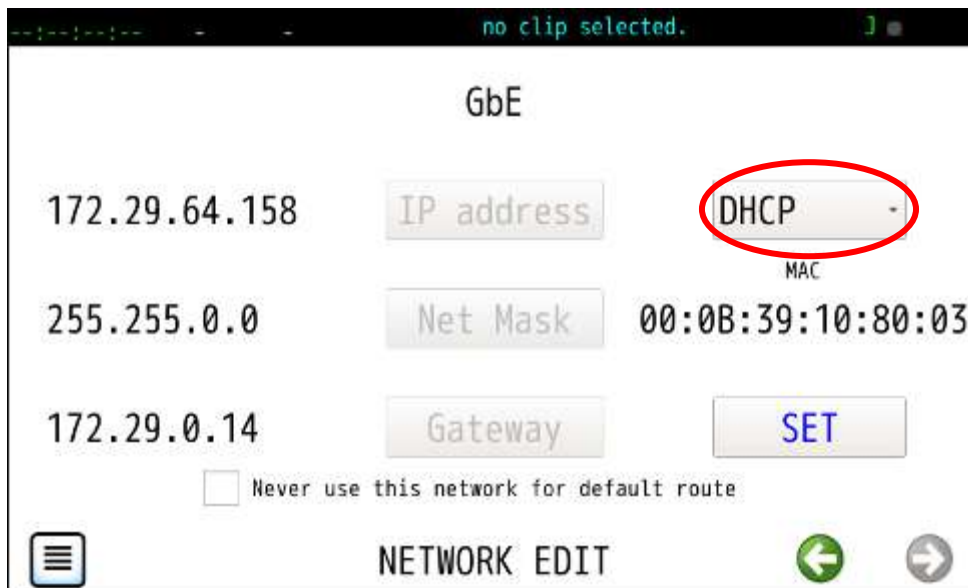 --:--:--:-- - - no clip selected.
GbE
172.29.64.158 IP address DHCP
MAC
255.255.0.0 Net Mask 00:0B:39:10:80:03
172.29.0.14 Gateway SET
Never use this network for default route
NETWORK EDIT